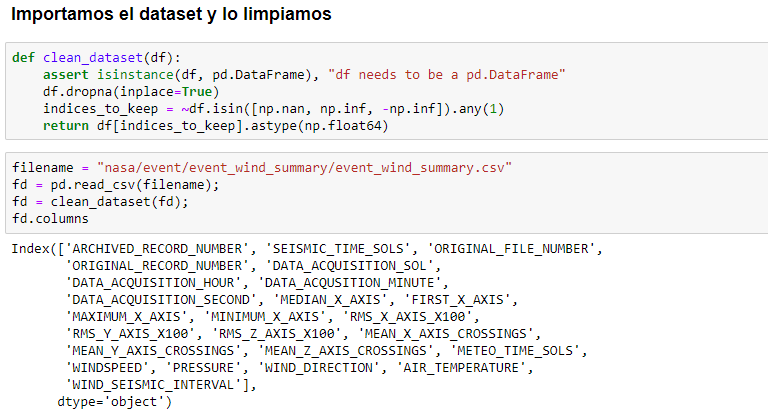 Importamos el dataset y lo limpiamos
def clean_dataset(df):
    assert isinstance(df, pd.DataFrame), "df needs to be a pd.DataFrame"
    df.dropna(inplace=True)
    indices_to_keep = ~df.isin([np.nan, np.inf, -np.inf]).any(1)
    return df[indices_to_keep].astype(np.float64)
filename = "nasa/event/event_wind_summary/event_wind_summary.csv"
fd = pd.read_csv(filename);
fd = clean_dataset(fd);
fd.columns
Index(['ARCHIVED_RECORD_NUMBER', 'SEISMIC_TIME_SOLS', 'ORIGINAL_FILE_NUMBER',
       'ORIGINAL_RECORD_NUMBER', 'DATA_ACQUISITION_SOL',
       'DATA_ACQUISITION_HOUR', 'DATA_ACQUSITION_MINUTE',
       'DATA_ACQUISITION_SECOND', 'MEDIAN_X_AXIS', 'FIRST_X_AXIS',
       'MAXIMUM_X_AXIS', 'MINIMUM_X_AXIS', 'RMS_X_AXIS_X100',
       'RMS_Y_AXIS_X100', 'RMS_Z_AXIS_X100', 'MEAN_X_AXIS_CROSSINGS',
       'MEAN_Y_AXIS_CROSSINGS', 'MEAN_Z_AXIS_CROSSINGS', 'METEO_TIME_SOLS',
       'WINDSPEED', 'PRESSURE', 'WIND_DIRECTION', 'AIR_TEMPERATURE',
       'WIND_SEISMIC_INTERVAL'],
      dtype='object')